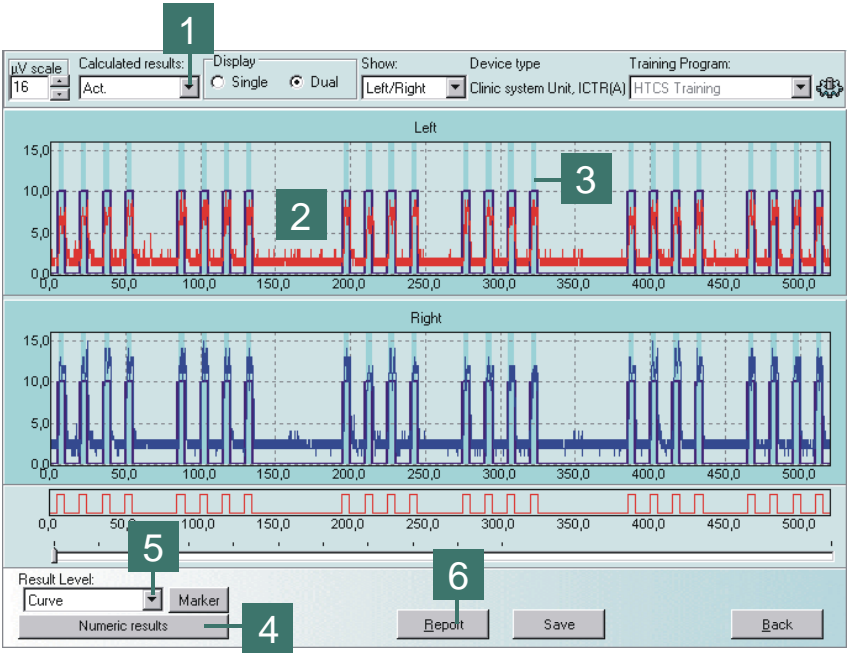 1
µV scale Calculated results: Display Show: Device type Training Program:
16 Act. Single Dual Left/Right Clinic system Unit, ICTR(A) HTCS Training
Left
15,0
10,0
5,0
0,0
0,0 50,0 100,0 150,0 200,0 250,0 300,0 350,0 400,0 450,0 500,0
2
3
Right
15,0
10,0
5,0
0,0
0,0 50,0 100,0 150,0 200,0 250,0 300,0 350,0 400,0 450,0 500,0
0,0 50,0 100,0 150,0 200,0 250,0 300,0 350,0 400,0 450,0 500,0
5
6
Result Level:
Curve Marker
Numeric results 4 Report Save Back